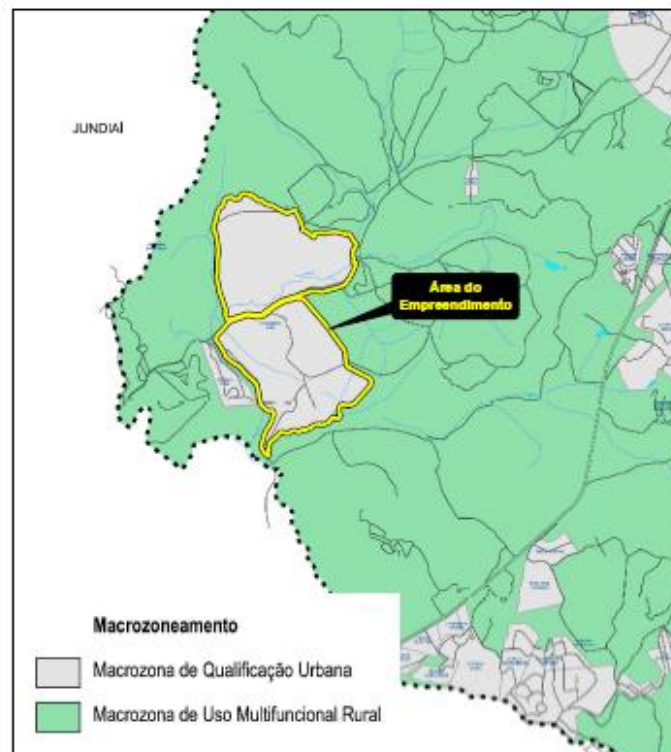 JUNDIAÍ
Área do
Empreendimento
Macrozoneamento
Macrozona de Qualificação Urbana
Macrozona de Uso Multifuncional Rural